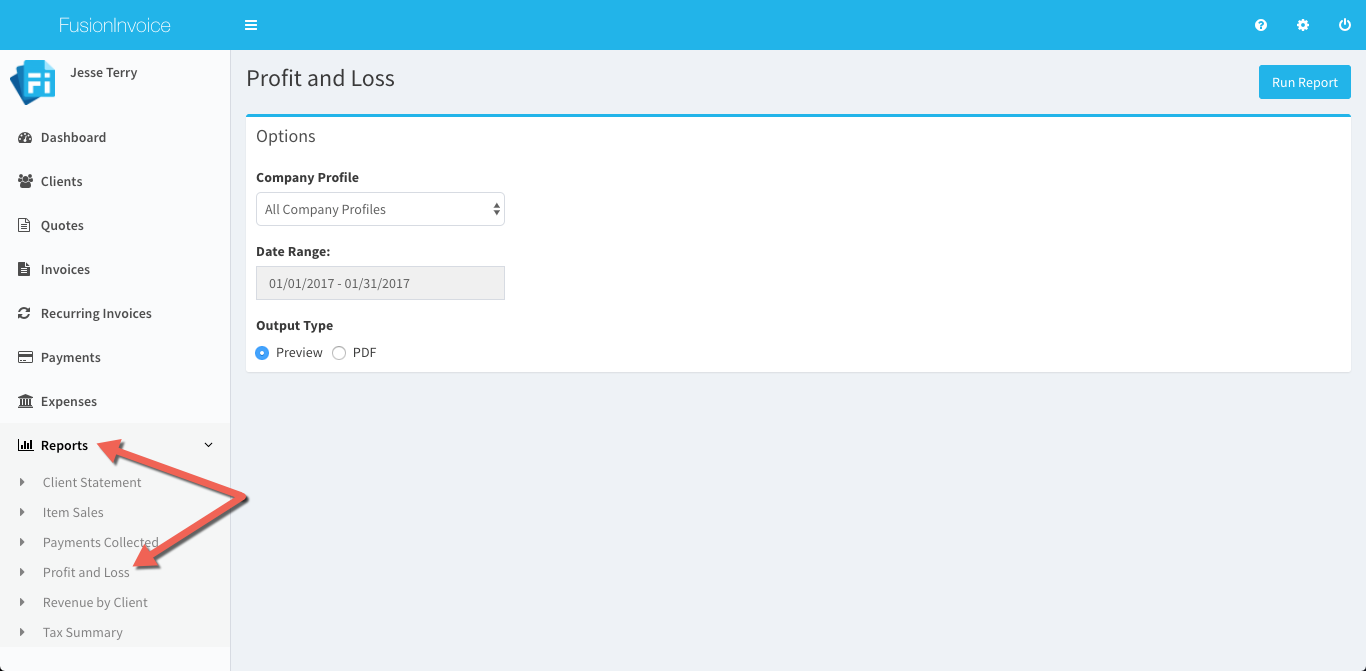 FusionInvoice
Jesse Terry
Dashboard
Clients
Quotes
Invoices
Recurring Invoices
Payments
Expenses
Reports
Client Statement
Item Sales
Payments Collected
Profit and Loss
Revenue by Client
Tax Summary
Profit and Loss
Run Report
Options
Company Profile
All Company Profiles
Date Range:
01/01/2017 - 01/31/2017
Output Type
Preview PDF
Fi